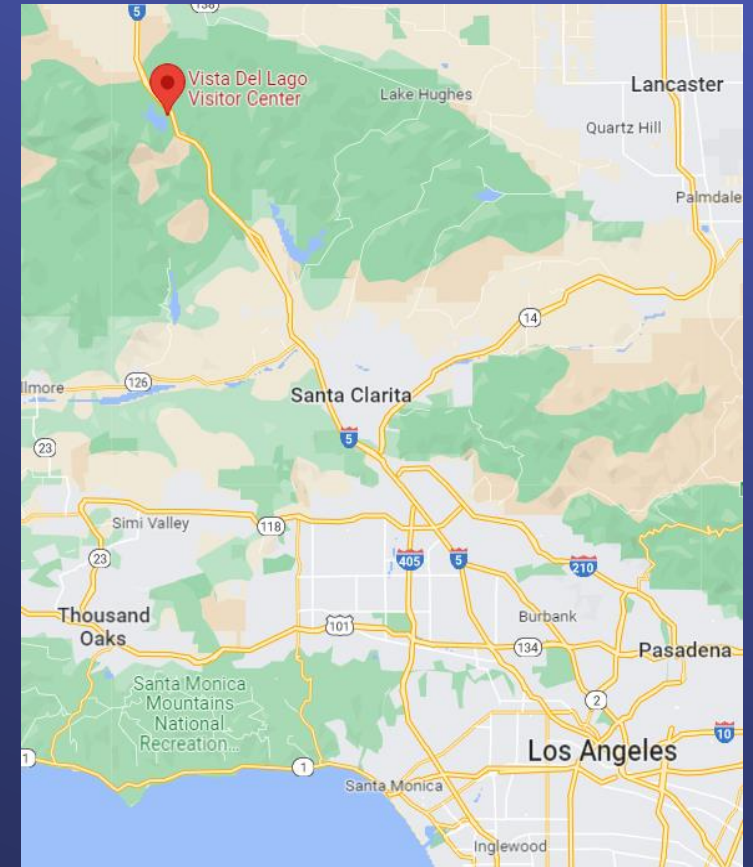 5
138
Vista Del Lago
Visitor Center
Lake Hughes
Lancaster
Quartz Hill
Palmdale
14
126
lmore
Santa Clarita
5
23
Simi Valley
118
23
405
5
210
Thousand
Oaks
101
Burbank
134
Pasadena
Santa Monica
Mountains
National
Recreation...
2
10
1
Los Angeles
1
Santa Monica
Inglewood